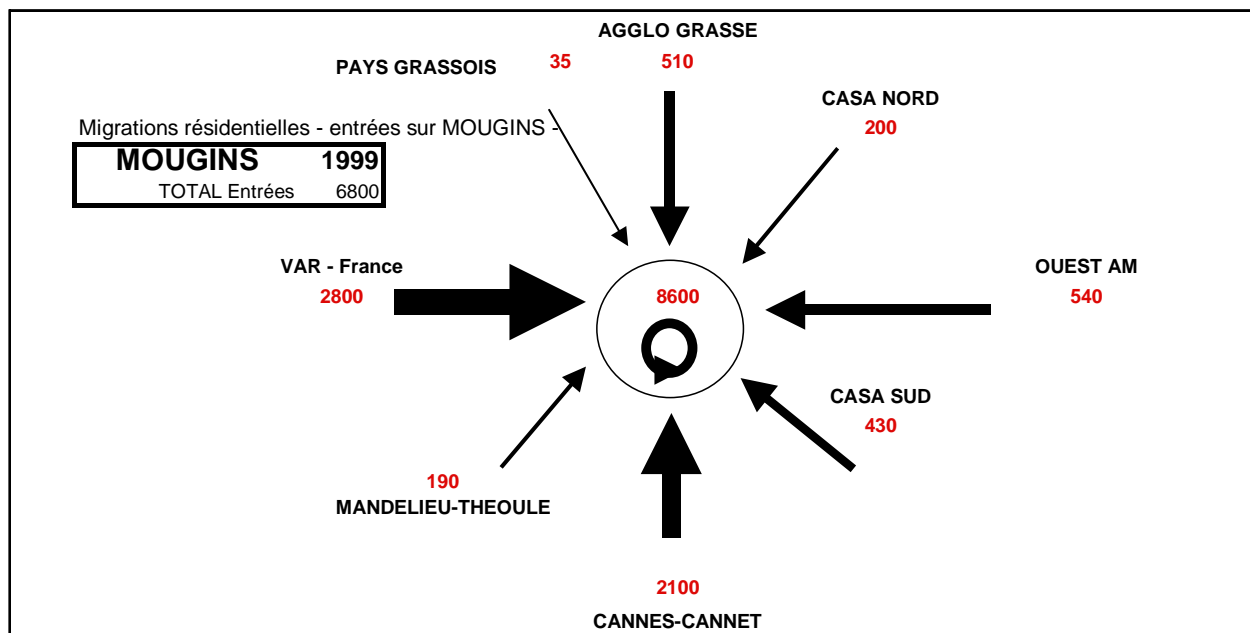 AGGLO GRASSE
PAYS GRASSOIS 35 510
CASA NORD
200
Migrations résidentielles - entrées sur MOUGINS -
MOUGINS 1999
TOTAL Entrées 6800
VAR - France
2800
8600
OUEST AM
540
CASA SUD
430
190
MANDELIEU-THEOULE
2100
CANNES-CANNET